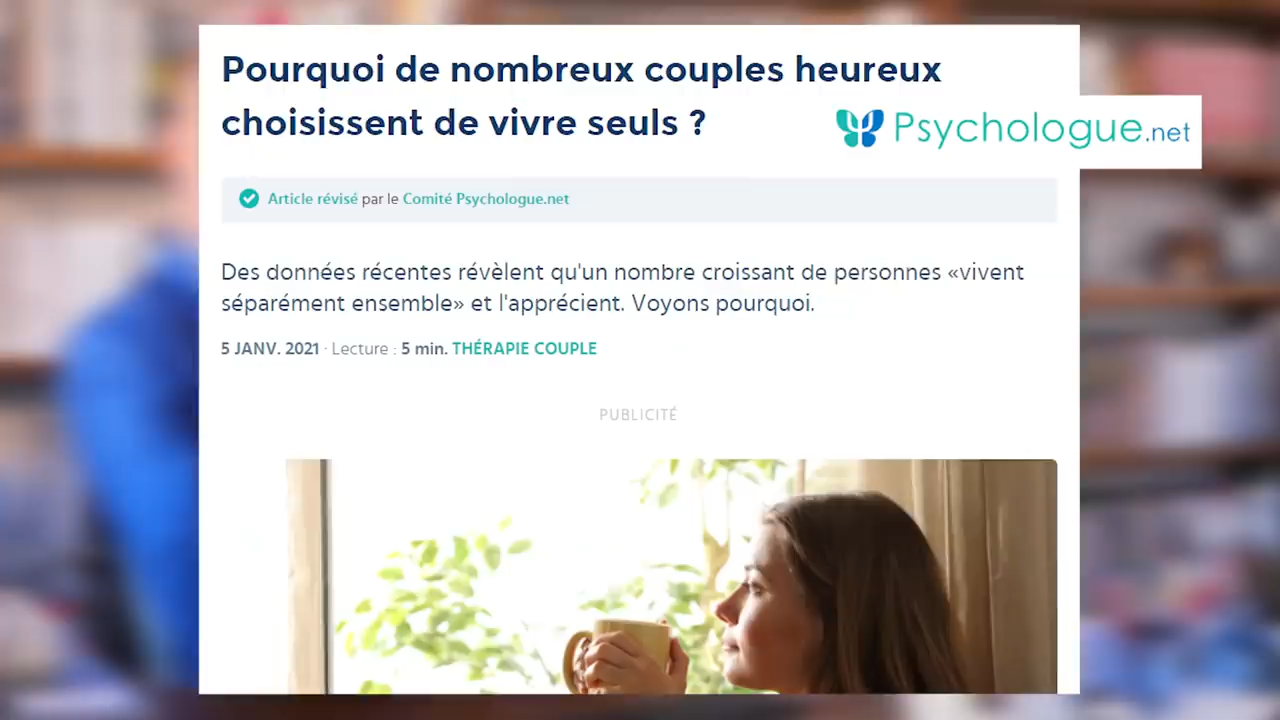 Pourquoi de nombreux couples heureux
choisissent de vivre seuls ?
Psychologue.net
Article révisé par le Comité Psychologue.net
Des données récentes révèlent qu'un nombre croissant de personnes «vivent
séparément ensemble» et l'apprécient. Voyons pourquoi.
5 JANV. 2021 · Lecture : 5 min. THÉRAPIE COUPLE
PUBLICITÉ